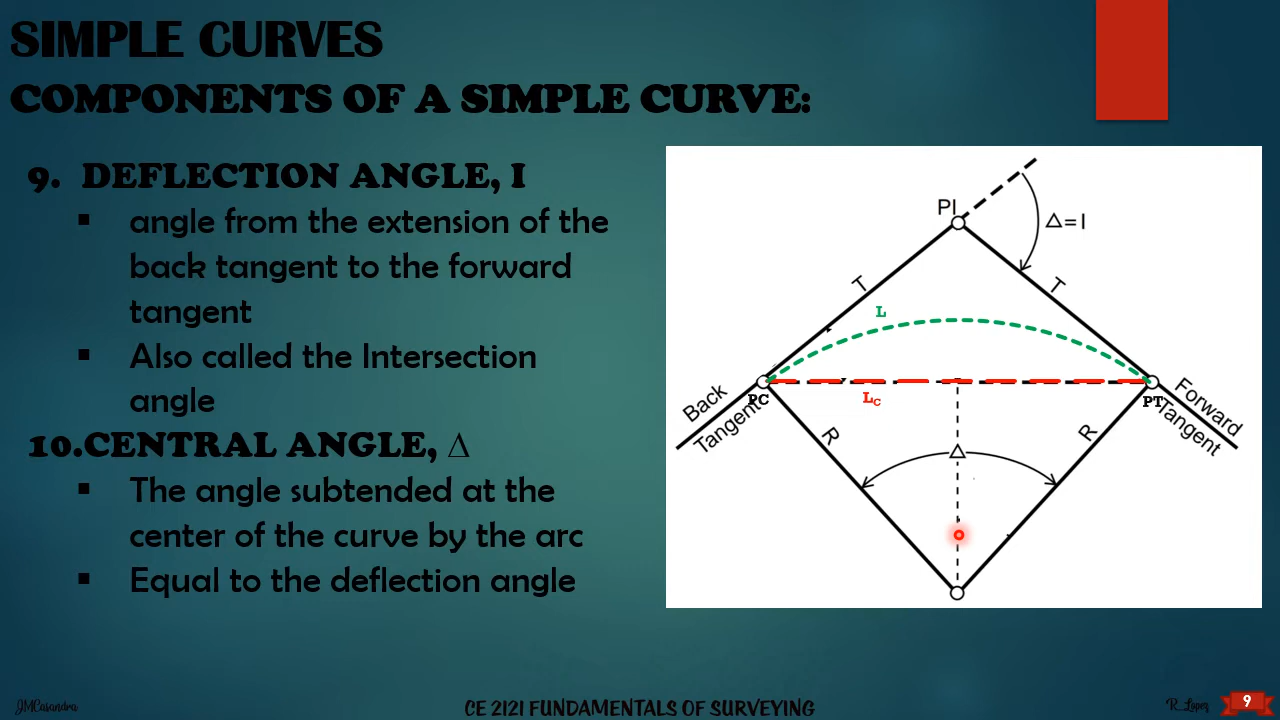 SIMPLE CURVES
COMPONENTS OF A SIMPLE CURVE:
9. DEFLECTION ANGLE, I
▪ angle from the extension of the
back tangent to the forward
tangent
▪ Also called the Intersection
angle
10.CENTRAL ANGLE, Δ
▪ The angle subtended at the
center of the curve by the arc
▪ Equal to the deflection angle
PI
Δ=I
T
T
L
Back
Tangent
PC
LC
PT
Forward
Tangent
R
R
Δ
JMCasandra
CE 2121 FUNDAMENTALS OF SURVEYING
R_Lopez
9